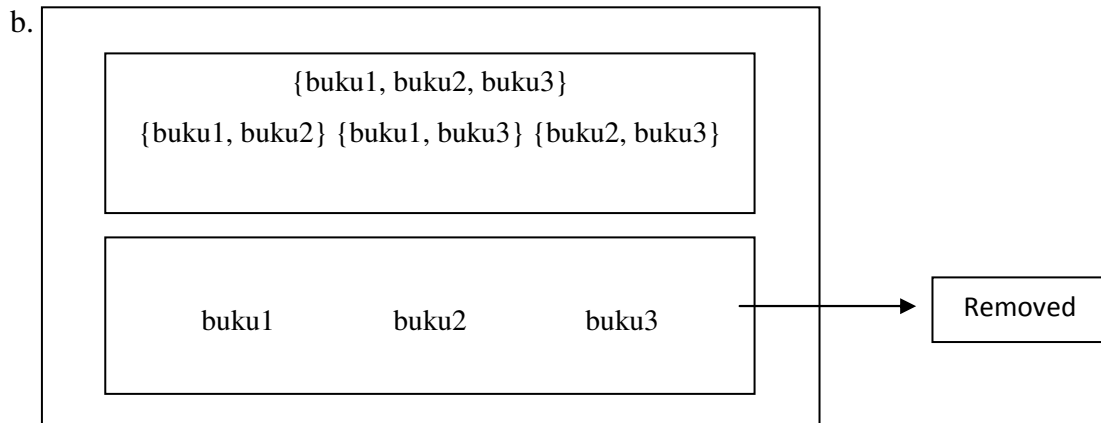 b.
{buku1, buku2, buku3}
{buku1, buku2} {buku1, buku3} {buku2, buku3}
buku1 buku2 buku3
Removed